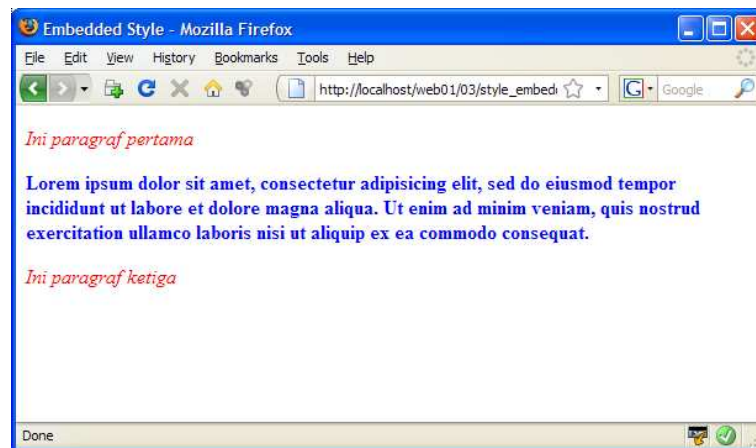 Embedded Style - Mozilla Firefox
File Edit View History Bookmarks Tools Help
http://localhost/web01/03/style_embed G Google
Ini paragraf pertama
Lorem ipsum dolor sit amet, consectetur adipisicing elit, sed do eiusmod tempor
incididunt ut labore et dolore magna aliqua. Ut enim ad minim veniam, quis nostrud
exercitation ullamco laboris nisi ut aliquip ex ea commodo consequat.
Ini paragraf ketiga
Done